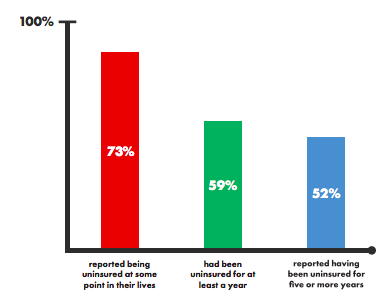 100%
73%
59%
52%
reported being
uninsured at some
point in their lives
had been
uninsured for at
least a year
reported having
been uninsured for
five or more years